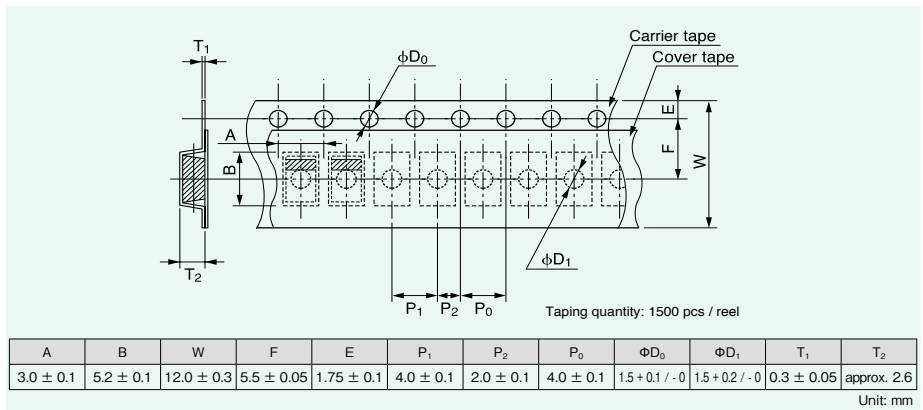 T₁
ϕD₀
Carrier tape
Cover tape
A
B
E
F
W
ϕD₁
T₂
P₁ P₂ P₀
Taping quantity: 1500 pcs / reel
A B W F E P₁ P₂ P₀ ΦD₀ ΦD₁ T₁ T₂
3.0 ± 0.1 5.2 ± 0.1 12.0 ± 0.3 5.5 ± 0.05 1.75 ± 0.1 4.0 ± 0.1 2.0 ± 0.1 4.0 ± 0.1 1.5 + 0.1 / - 0 1.5 + 0.2 / - 0 0.3 ± 0.05 approx. 2.6
Unit: mm